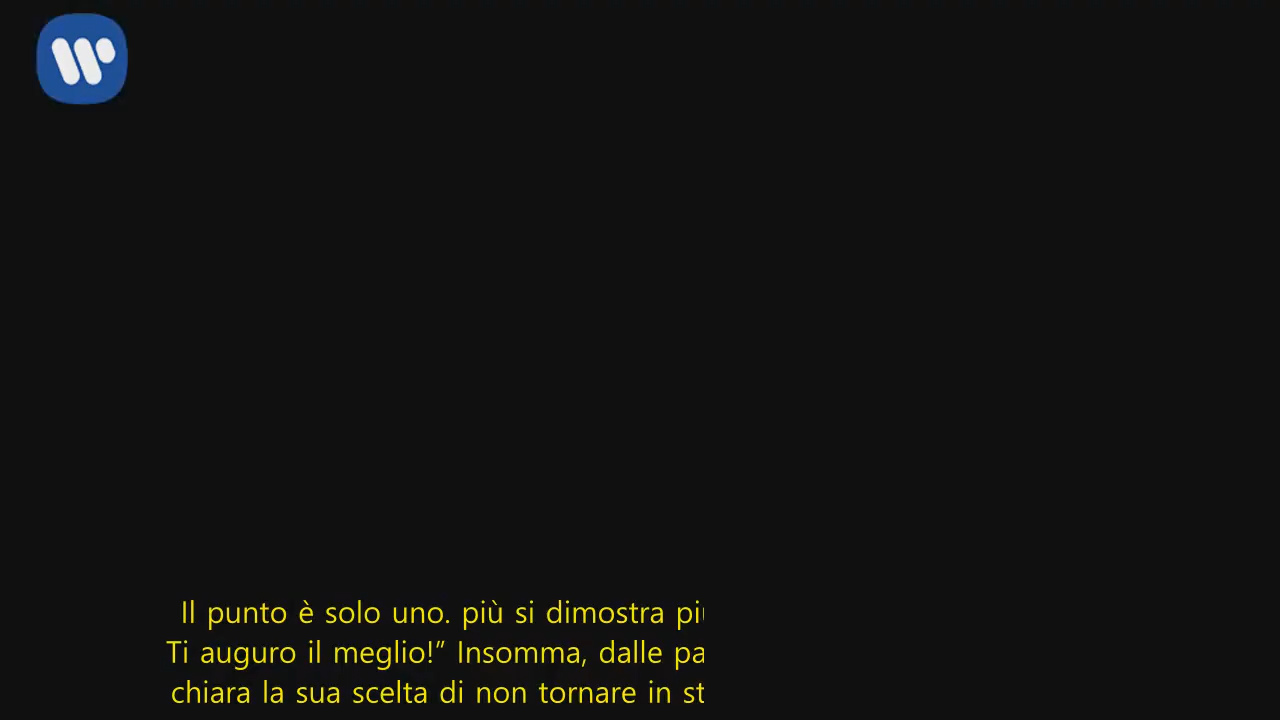 Il punto è solo uno. più si dimostra
Ti auguro il meglio!” Insomma, dalle
chiara la sua scelta di non tornare in